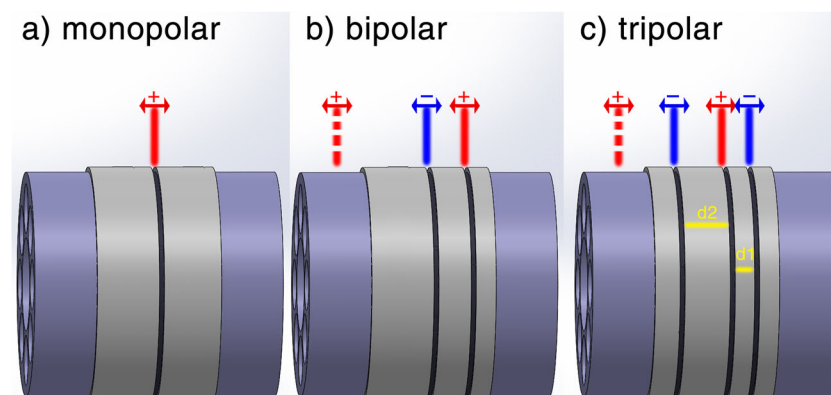 a) monopolar
b) bipolar
c) tripolar
+
+
−
+
+
−
+
−
d2
d1